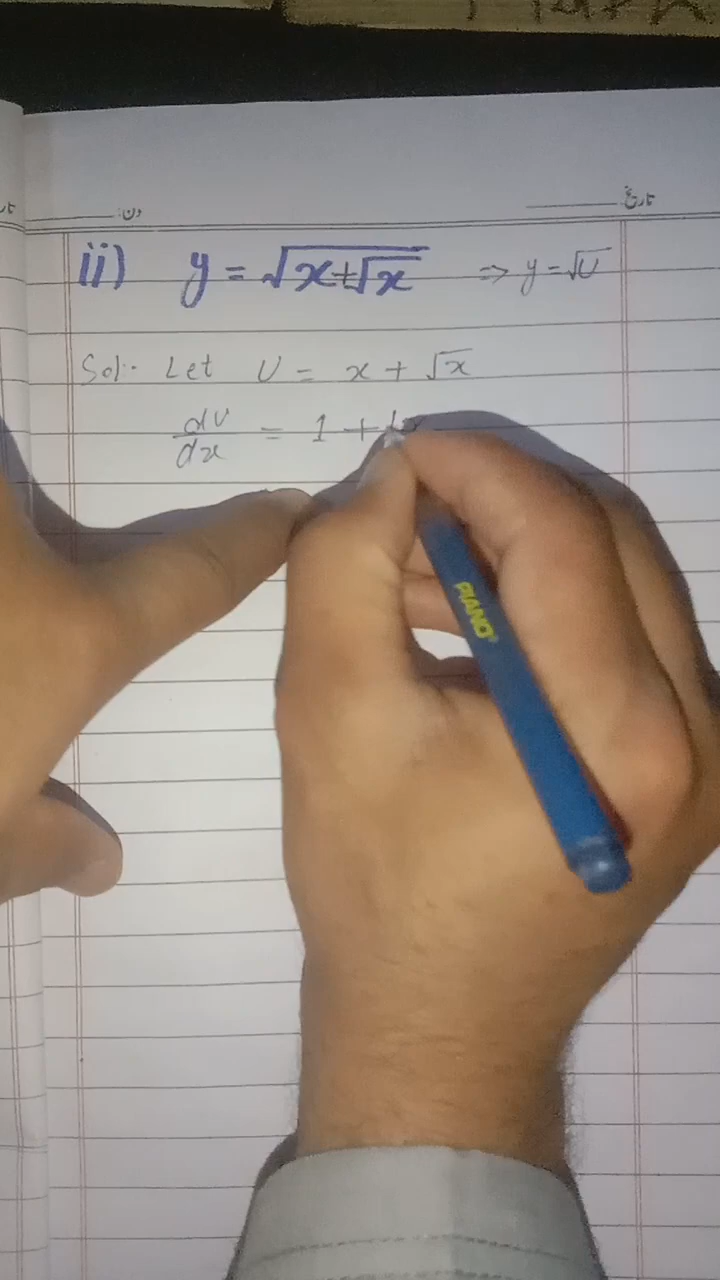 دن: تاریخ
ii) y = √(x+√x) ⇒ y=√U
Sol:- Let U = x + √x
dU/dx = 1 +
PIANO